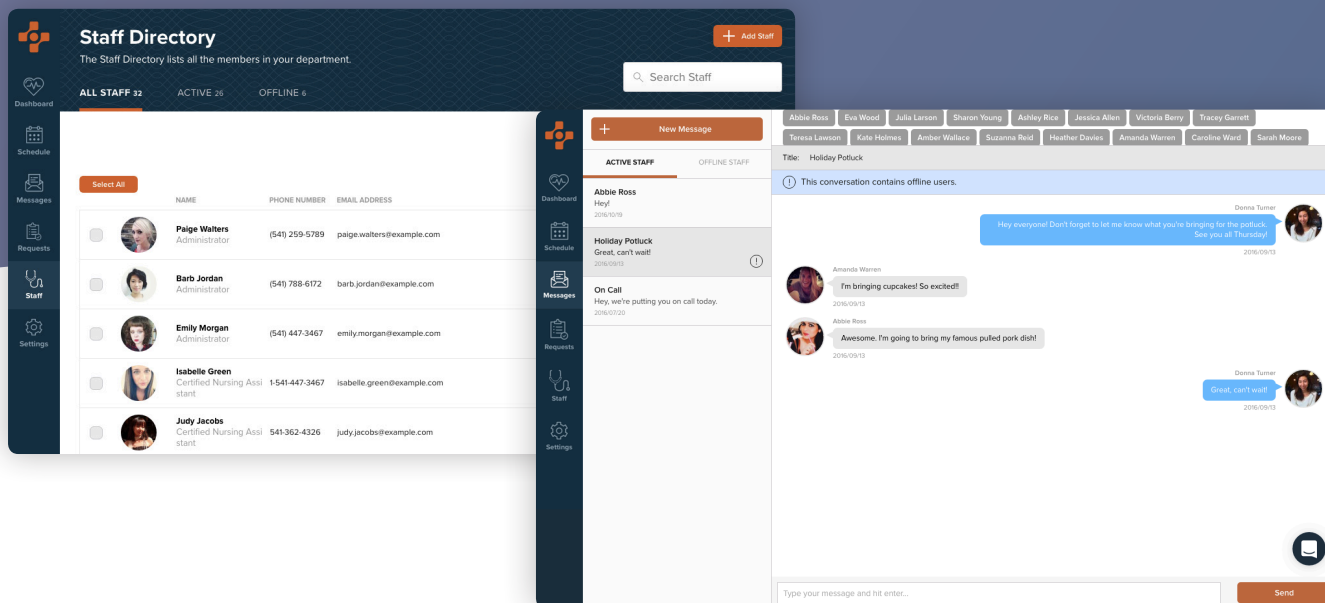 Staff Directory
The Staff Directory lists all the members in your department.
+ Add Staff
Search Staff
ALL STAFF 32 ACTIVE 26 OFFLINE 6
Dashboard
Schedule
Messages
Requests
Staff
Settings
Select All
NAME PHONE NUMBER EMAIL ADDRESS
Paige Walters
Administrator
(541) 259-5789 paige.walters@example.com
Barb Jordan
Administrator
(541) 788-6172 barb.jordan@example.com
Emily Morgan
Administrator
(541) 447-3467 emily.morgan@example.com
Isabelle Green
Certified Nursing Assi
stant
1-541-447-3467 isabelle.green@example.com
Judy Jacobs
Certified Nursing Assi
stant
541-362-4326 judy.jacobs@example.com
Dashboard
Schedule
Messages
Requests
Staff
Settings
+ New Message
ACTIVE STAFF OFFLINE STAFF
Abbie Ross
Hey!
2016/10/19
Holiday Potluck
Great, can't wait!
2016/09/13
On Call
Hey, we're putting you on call today.
2016/07/20
Abbie Ross Eva Wood Julia Larson Sharon Young Ashley Rice Jessica Allen Victoria Berry Tracey Garrett
Teresa Lawson Kate Holmes Amber Wallace Suzanna Reid Heather Davies Amanda Warren Caroline Ward Sarah Moore
Title: Holiday Potluck
This conversation contains offline users.
Donna Turner
Hey everyone! Don't forget to let me know what you're bringing for the potluck.
See you all Thursday!
2016/09/13
Amanda Warren
I'm bringing cupcakes! So excited!!
2016/09/13
Abbie Ross
Awesome. I'm going to bring my famous pulled pork dish!
2016/09/13
Donna Turner
Great, can't wait!
2016/09/13
Type your message and hit enter...
Send